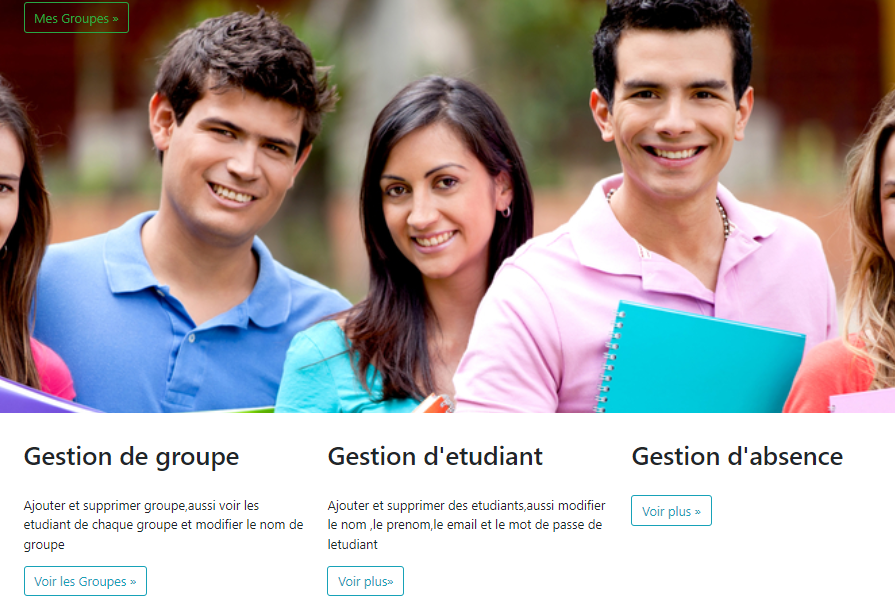 Mes Groupes »
Gestion de groupe
Ajouter et supprimer groupe,aussi voir les
etudiant de chaque groupe et modifier le nom de
groupe
Voir les Groupes »
Gestion d'etudiant
Ajouter et supprimer des etudiants,aussi modifier
le nom ,le prenom,le email et le mot de passe de
letudiant
Voir plus»
Gestion d'absence
Voir plus »